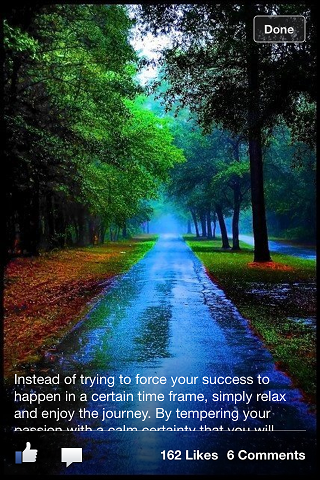 Done
Instead of trying to force your success to
happen in a certain time frame, simply relax
and enjoy the journey. By tempering your
passion with a calm certainty that you will
162 Likes 6 Comments